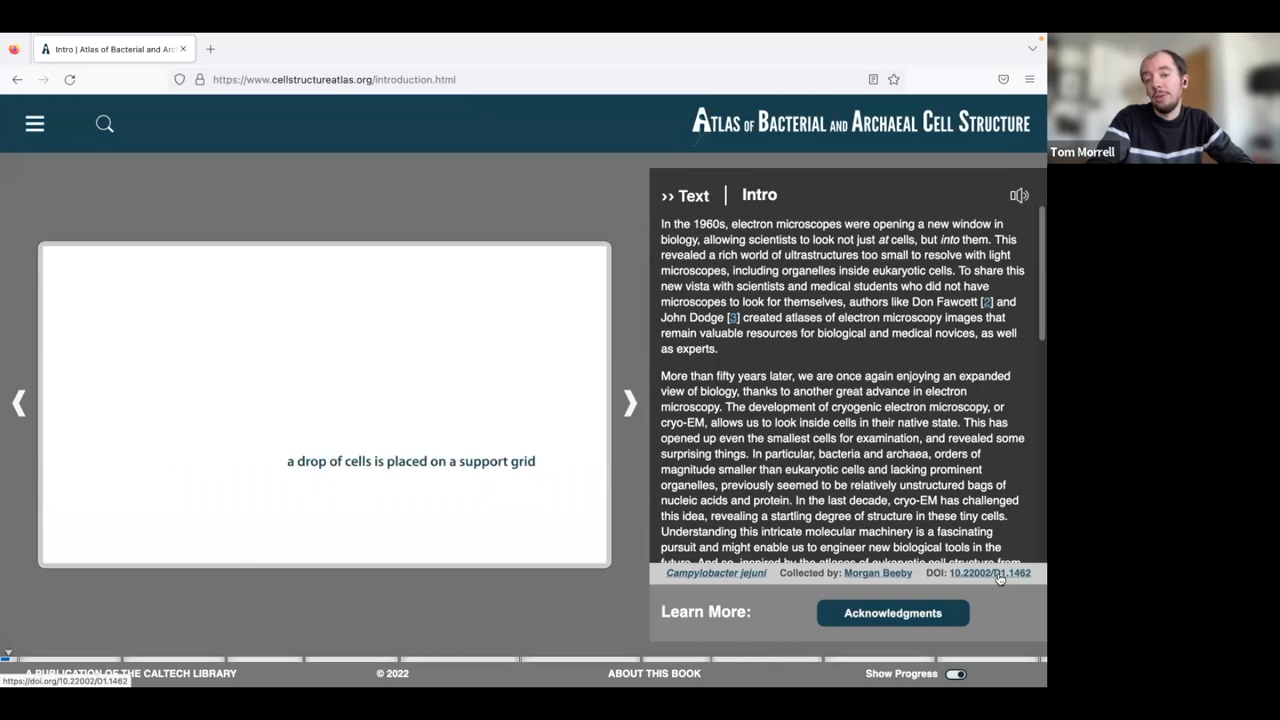 Intro | Atlas of Bacterial and Arc
https://www.cellstructureatlas.org/introduction.html
ATLAS OF BACTERIAL AND ARCHAEAL CELL STRUCTURE
Tom Morrell
a drop of cells is placed on a support grid
›› Text | Intro
In the 1960s, electron microscopes were opening a new window in
biology, allowing scientists to look not just at cells, but into them. This
revealed a rich world of ultrastructures too small to resolve with light
microscopes, including organelles inside eukaryotic cells. To share this
new vista with scientists and medical students who did not have
microscopes to look for themselves, authors like Don Fawcett [2] and
John Dodge [3] created atlases of electron microscopy images that
remain valuable resources for biological and medical novices, as well
as experts.
More than fifty years later, we are once again enjoying an expanded
view of biology, thanks to another great advance in electron
microscopy. The development of cryogenic electron microscopy, or
cryo-EM, allows us to look inside cells in their native state. This has
opened up even the smallest cells for examination, and revealed some
surprising things. In particular, bacteria and archaea, orders of
magnitude smaller than eukaryotic cells and lacking prominent
organelles, previously seemed to be relatively unstructured bags of
nucleic acids and protein. In the last decade, cryo-EM has challenged
this idea, revealing a startling degree of structure in these tiny cells.
Understanding this intricate molecular machinery is a fascinating
pursuit and might enable us to engineer new biological tools in the
future. And so, inspired by the atlases of eukaryotic cell structure from
Campylobacter jejuni Collected by: Morgan Beeby DOI: 10.22002/D1.1462
Learn More: Acknowledgments
A PUBLICATION OF THE CALTECH LIBRARY © 2022 ABOUT THIS BOOK Show Progress
https://doi.org/10.22002/D1.1462